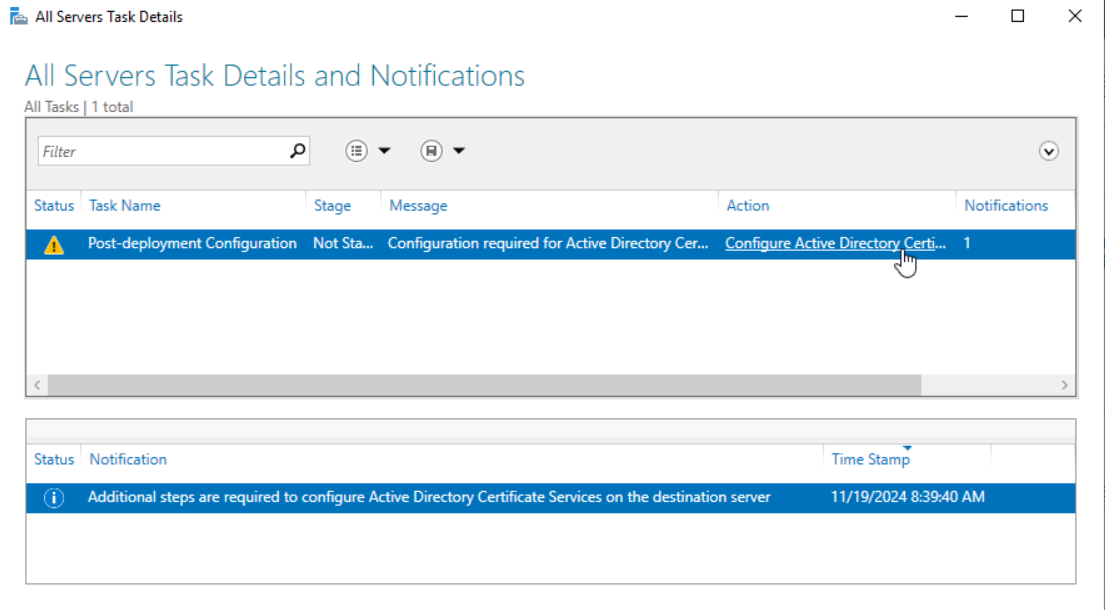 All Servers Task Details
All Servers Task Details and Notifications
All Tasks | 1 total
Filter
Status Task Name Stage Message Action Notifications
Post-deployment Configuration Not Sta... Configuration required for Active Directory Cer... Configure Active Directory Certi... 1
Status Notification Time Stamp
Additional steps are required to configure Active Directory Certificate Services on the destination server 11/19/2024 8:39:40 AM